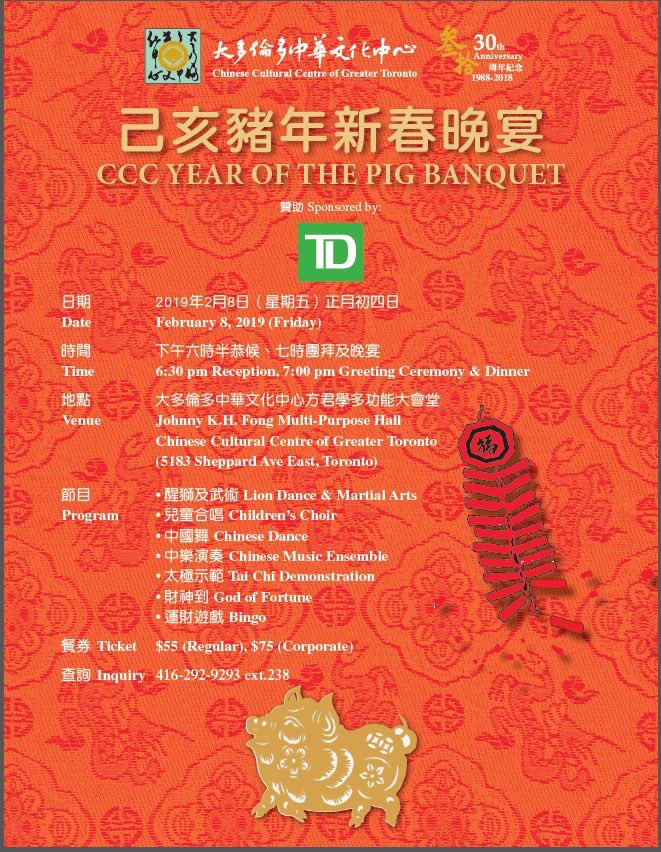 大多倫多中華文化中心
Chinese Cultural Centre of Greater Toronto
叁拾
30th
Anniversary
周年紀念
1988-2018
己亥豬年新春晚宴
CCC YEAR OF THE PIG BANQUET
贊助 Sponsored by:
TD
日期 2019年2月8日（星期五）正月初四日
Date February 8, 2019 (Friday)
時間 下午六時半恭候、七時團拜及晚宴
Time 6:30 pm Reception, 7:00 pm Greeting Ceremony & Dinner
地點 大多倫多中華文化中心方君學多功能大會堂
Venue Johnny K.H. Fong Multi-Purpose Hall
Chinese Cultural Centre of Greater Toronto
(5183 Sheppard Ave East, Toronto)
節目 • 醒獅及武術 Lion Dance & Martial Arts
Program • 兒童合唱 Children's Choir
• 中國舞 Chinese Dance
• 中樂演奏 Chinese Music Ensemble
• 太極示範 Tai Chi Demonstration
• 財神到 God of Fortune
• 運財遊戲 Bingo
餐券 Ticket $55 (Regular), $75 (Corporate)
查詢 Inquiry 416-292-9293 ext.238